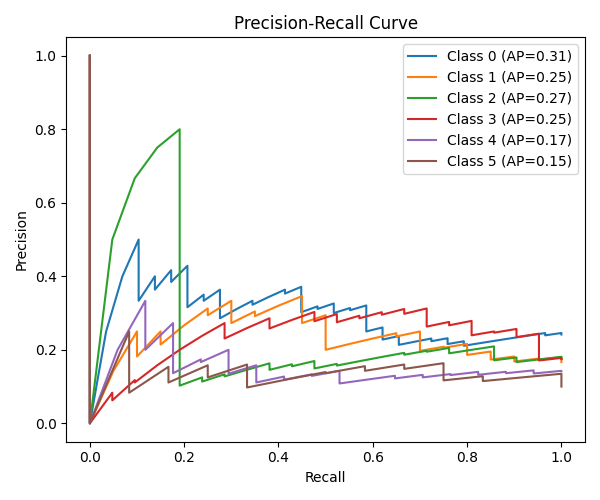 Precision-Recall Curve
Class 0 (AP=0.31)
Class 1 (AP=0.25)
Class 2 (AP=0.27)
Class 3 (AP=0.25)
Class 4 (AP=0.17)
Class 5 (AP=0.15)
Precision
1.0
0.8
0.6
0.4
0.2
0.0
0.0 0.2 0.4 0.6 0.8 1.0
Recall